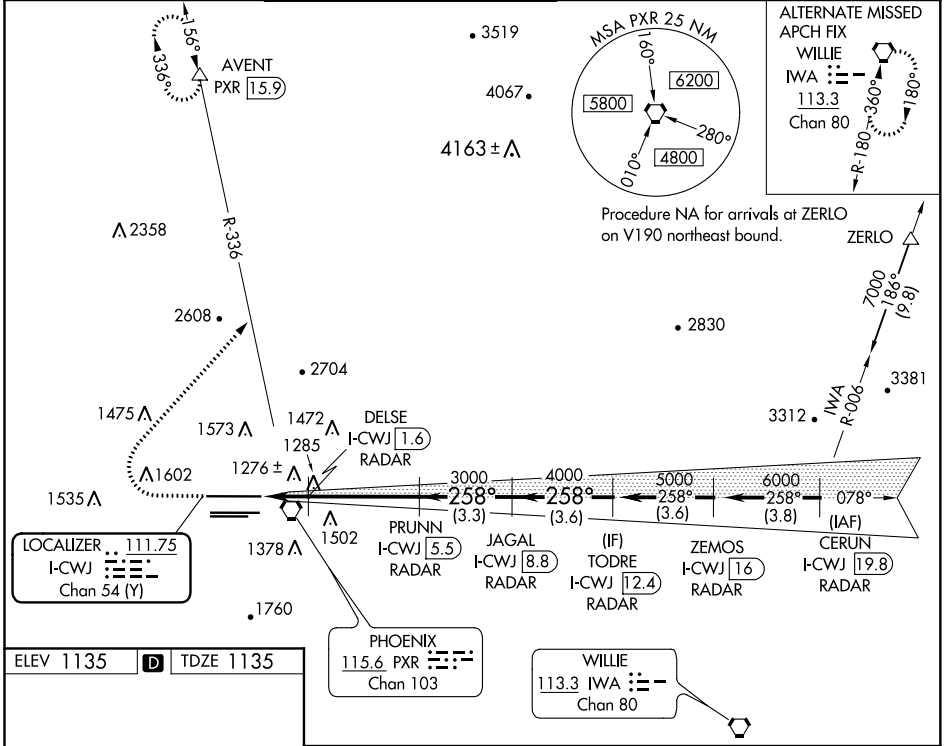 156°
336°
AVENT
PXR 15.9
3519
4067
4163 ±
MSA PXR 25 NM
160°
6200
5800
280°
4800
010°
ALTERNATE MISSED
APCH FIX
WILLIE
IWA
113.3
Chan 80
360°
180°
R-180
Procedure NA for arrivals at ZERLO
on V190 northeast bound.
ZERLO
7000
186°
(9.8)
2358
R-336
2608
2830
2704
3381
3312
IWA
R-006
1475
1573
1472
1285
DELSE
I-CWJ 1.6
RADAR
1602
1276 ±
1535
3000
258°
(3.3)
4000
258°
(3.6)
5000
258°
(3.6)
6000
258°
(3.8)
078°
(IAF)
CERUN
I-CWJ 19.8
RADAR
ZEMOS
I-CWJ 16
RADAR
(IF)
TODRE
I-CWJ 12.4
RADAR
JAGAL
I-CWJ 8.8
RADAR
PRUNN
I-CWJ 5.5
RADAR
1502
1378
LOCALIZER 111.75
I-CWJ
Chan 54 (Y)
1760
PHOENIX
115.6 PXR
Chan 103
WILLIE
113.3 IWA
Chan 80
ELEV 1135 D TDZE 1135